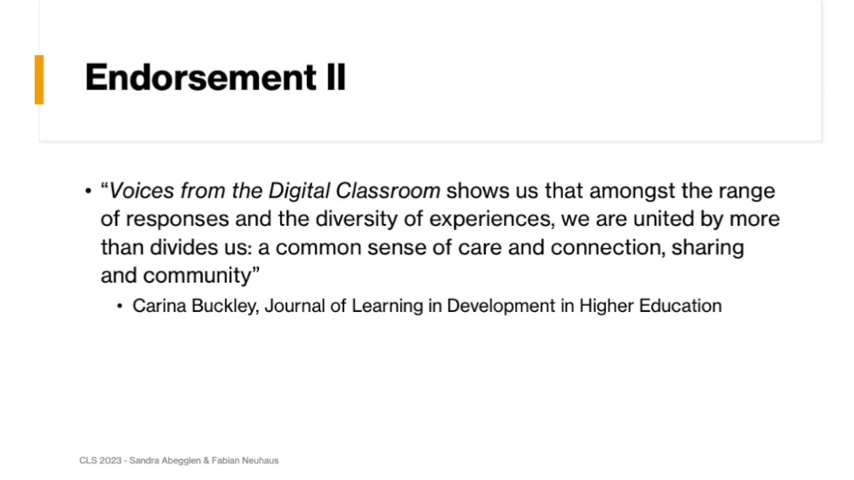 Endorsement II
• “Voices from the Digital Classroom shows us that amongst the range
of responses and the diversity of experiences, we are united by more
than divides us: a common sense of care and connection, sharing
and community”
• Carina Buckley, Journal of Learning in Development in Higher Education
CLS 2023 - Sandra Abegglen & Fabian Neuhaus